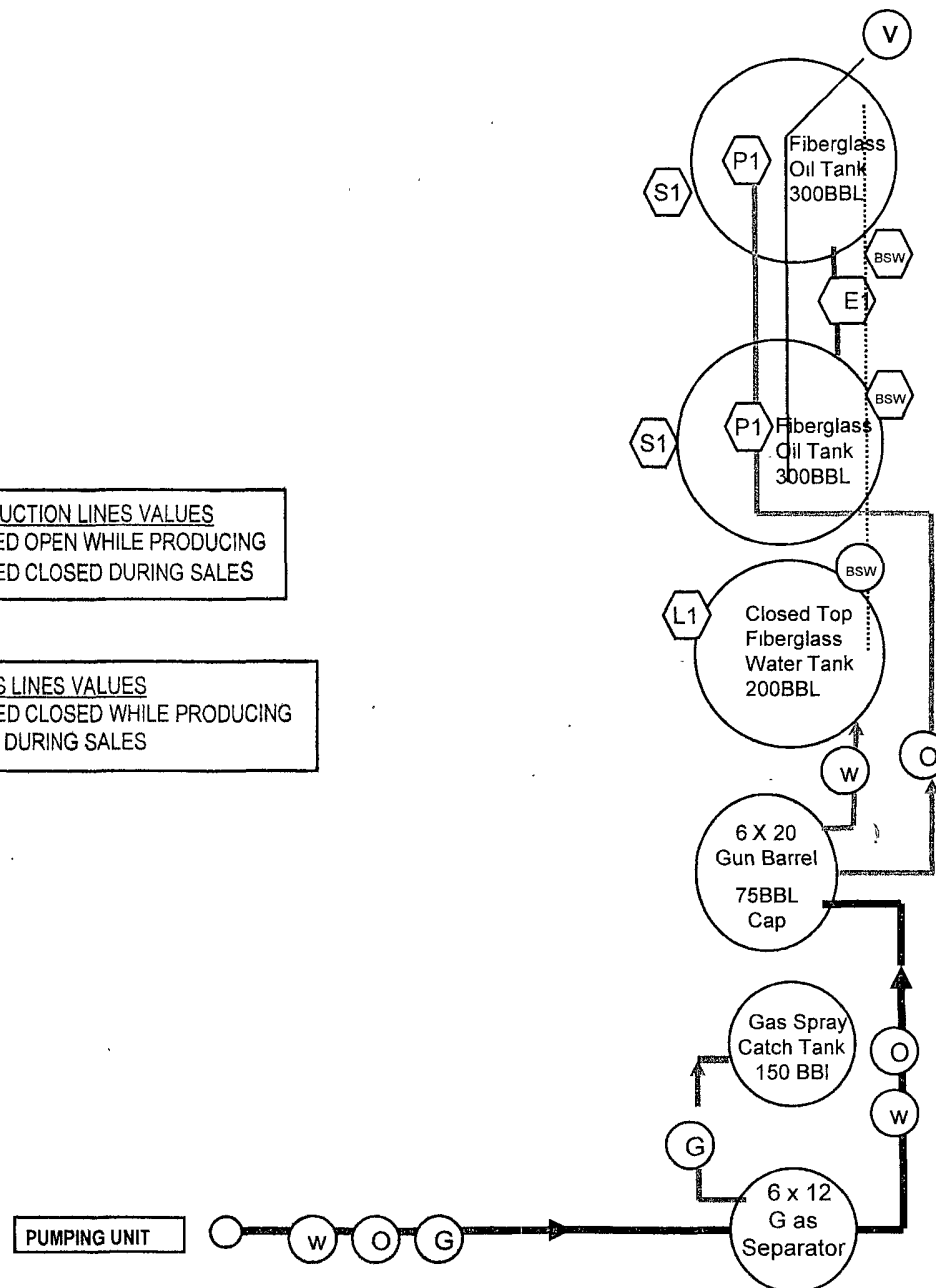 V
Fiberglass
Oil Tank
300BBL
P1
S1
BSW
E1
BSW
P1
Fiberglass
Oil Tank
300BBL
S1
UCTION LINES VALUES
ED OPEN WHILE PRODUCING
ED CLOSED DURING SALES
BSW
L1
Closed Top
Fiberglass
Water Tank
200BBL
S LINES VALUES
ED CLOSED WHILE PRODUCING
DURING SALES
W
O
6 X 20
Gun Barrel
75BBL
Cap
Gas Spray
Catch Tank
150 BBl
O
W
G
6 x 12
G as
Separator
PUMPING UNIT
W
O
G